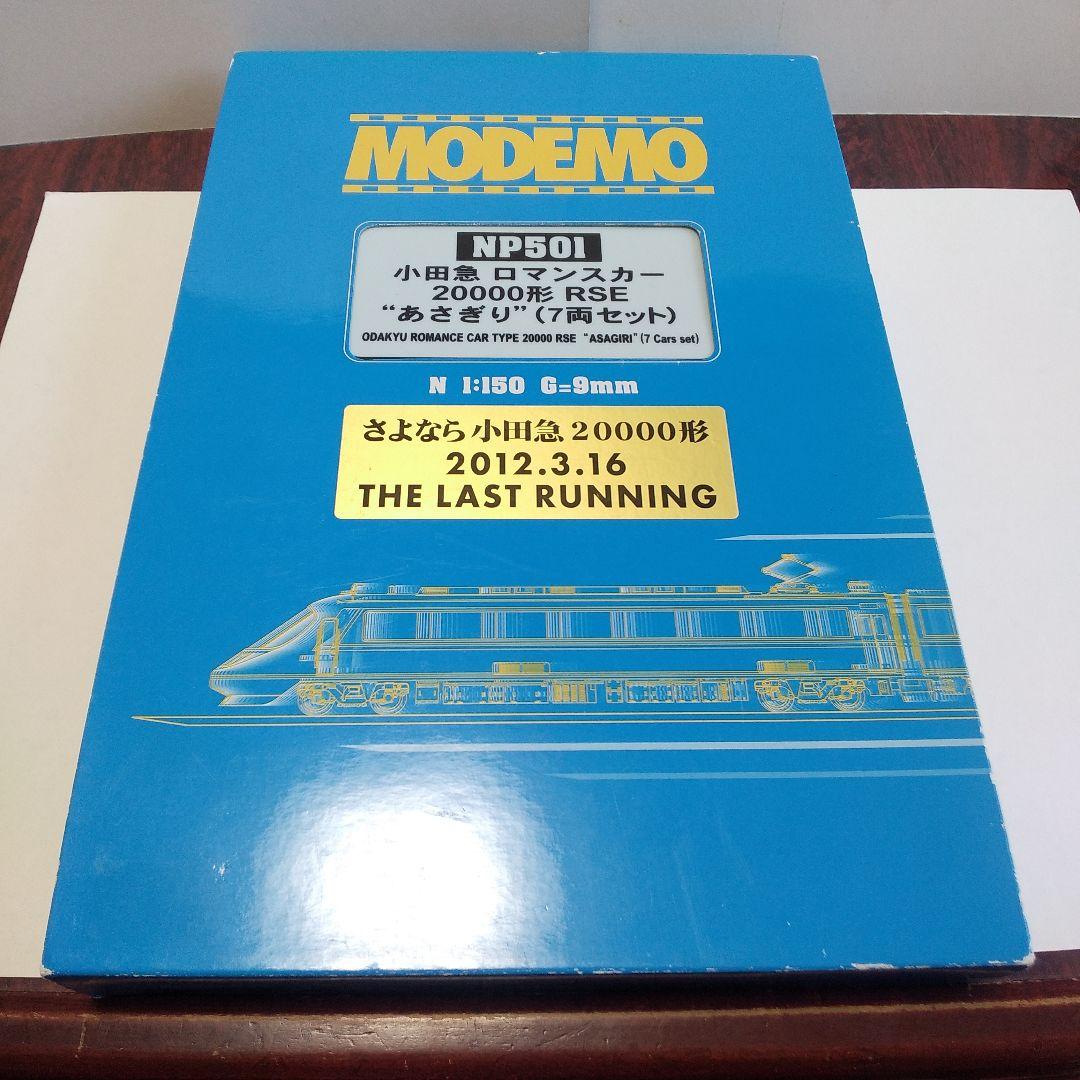 MODEMO
NP501
小田急 ロマンスカー
20000形 RSE
“あさぎり”(7両セット)
ODAKYU ROMANCE CAR TYPE 20000 RSE “ASAGIRI” (7 Cars set)
N 1:150 G=9mm
さよなら 小田急 20000形
2012.3.16
THE LAST RUNNING